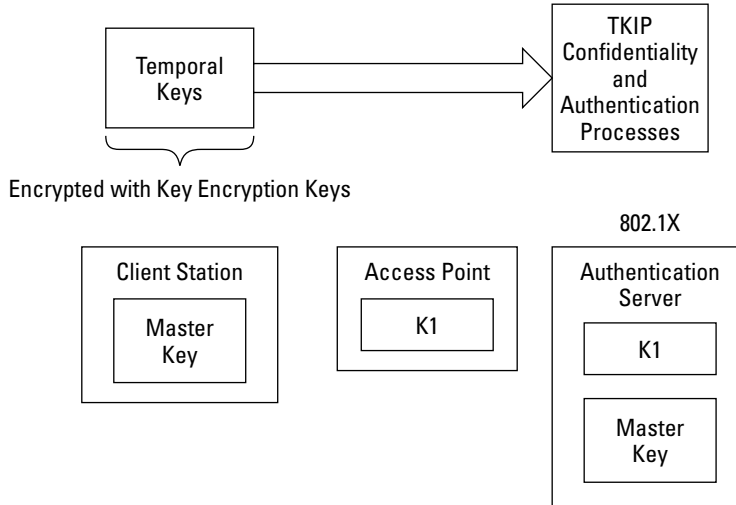 Temporal
Keys
TKIP
Confidentiality
and
Authentication
Processes
Encrypted with Key Encryption Keys
802.1X
Client Station
Master
Key
Access Point
K1
Authentication
Server
K1
Master
Key